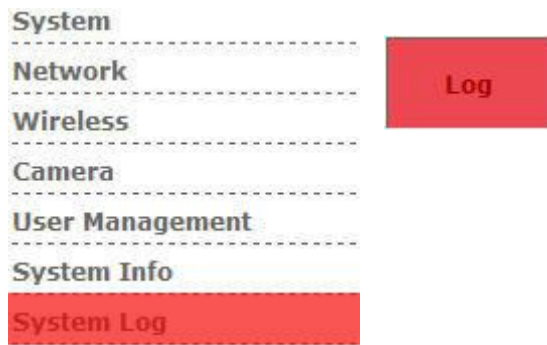 System
Network
Log
Wireless
Camera
User Management
System Info
System Log